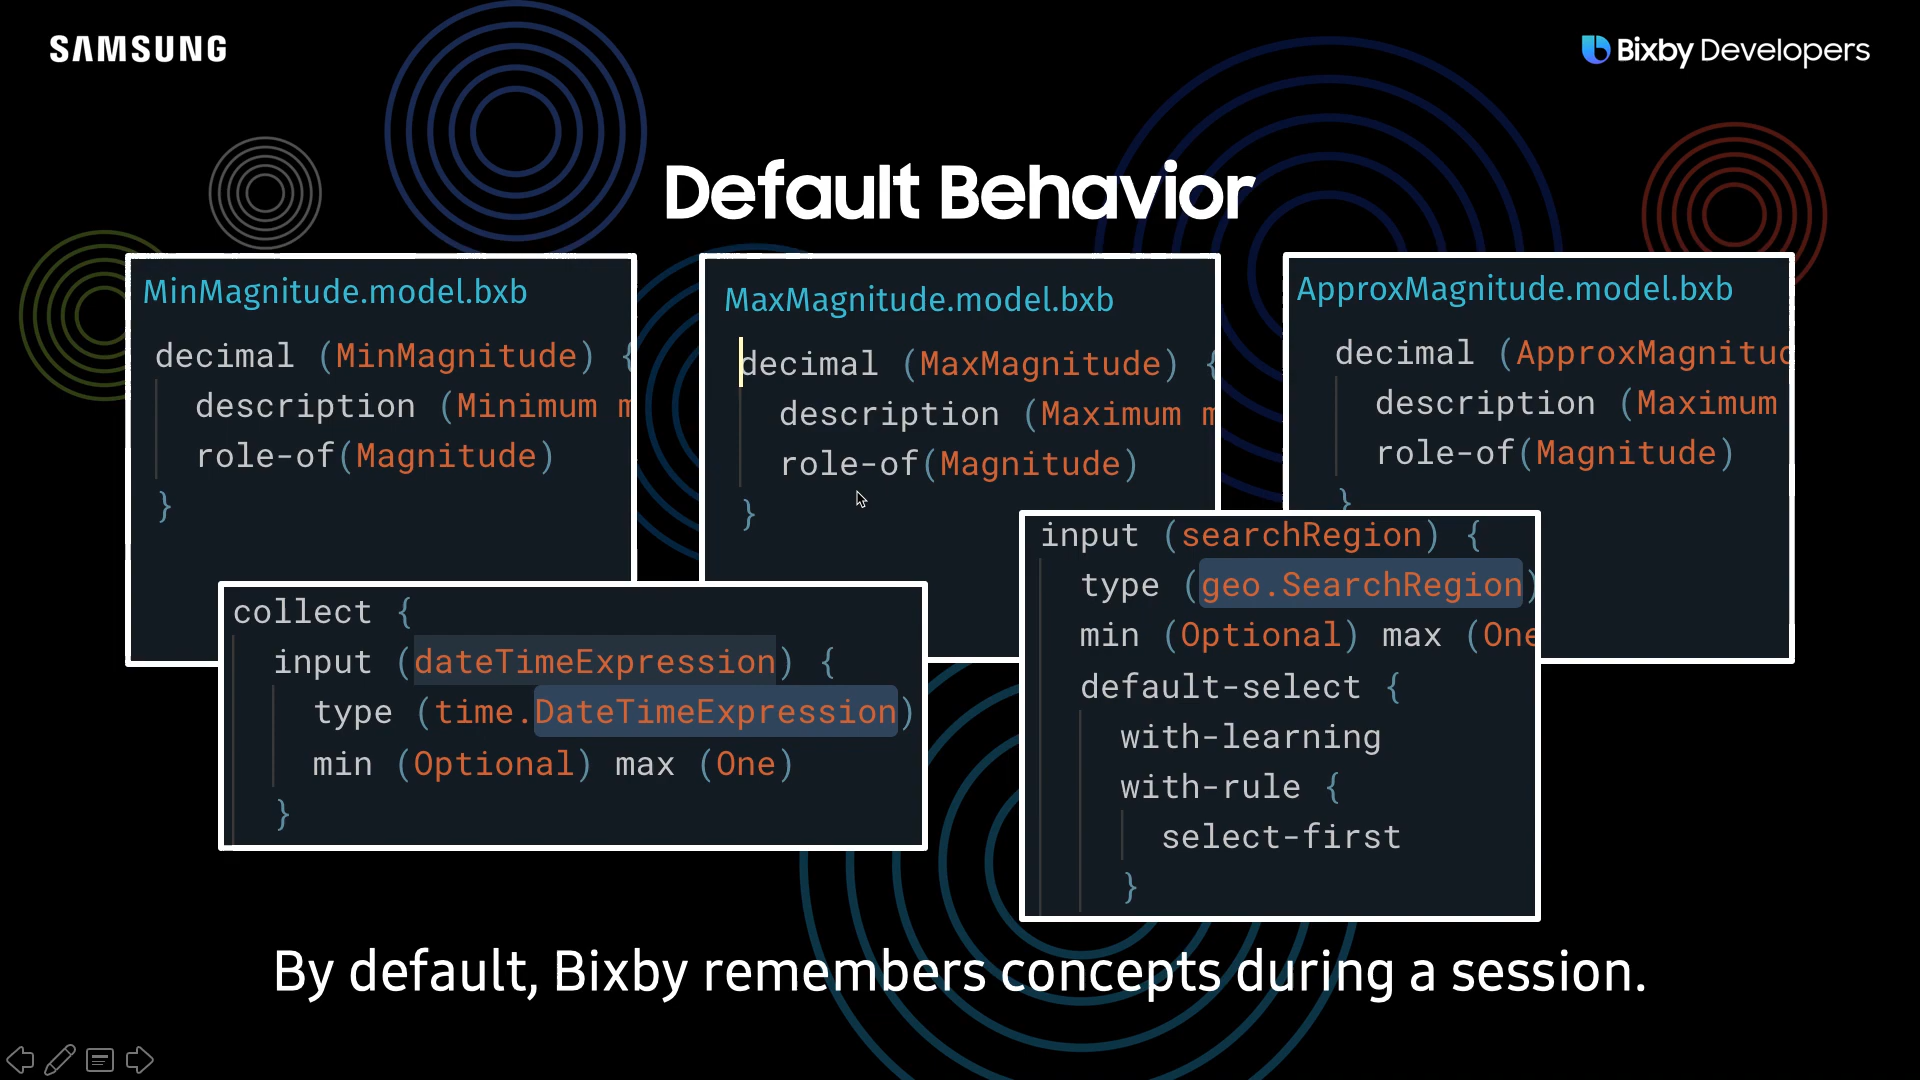 SAMSUNG
Bixby Developers
Default Behavior
MinMagnitude.model.bxb
decimal (MinMagnitude) {
description (Minimum m
role-of(Magnitude)
}
MaxMagnitude.model.bxb
decimal (MaxMagnitude) {
description (Maximum m
role-of(Magnitude)
}
ApproxMagnitude.model.bxb
decimal (ApproxMagnitud
description (Maximum
role-of(Magnitude)
}
collect {
input (dateTimeExpression) {
type (time.DateTimeExpression)
min (Optional) max (One)
}
input (searchRegion) {
type (geo.SearchRegion)
min (Optional) max (One
default-select {
with-learning
with-rule {
select-first
}
By default, Bixby remembers concepts during a session.